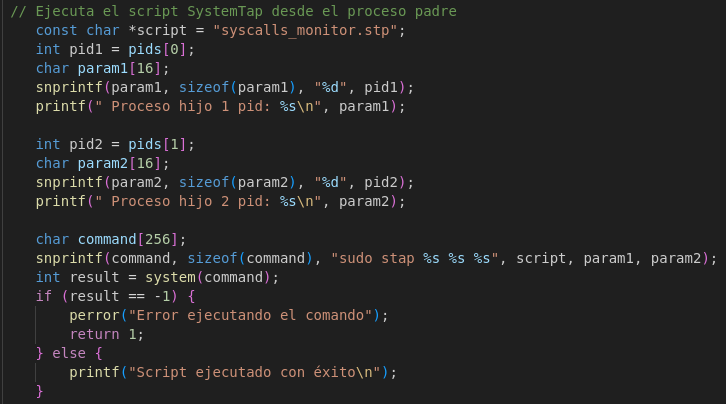 // Ejecuta el script SystemTap desde el proceso padre
const char *script = "syscalls_monitor.stp";
int pid1 = pids[0];
char param1[16];
snprintf(param1, sizeof(param1), "%d", pid1);
printf(" Proceso hijo 1 pid: %s\n", param1);
int pid2 = pids[1];
char param2[16];
snprintf(param2, sizeof(param2), "%d", pid2);
printf(" Proceso hijo 2 pid: %s\n", param2);
char command[256];
snprintf(command, sizeof(command), "sudo stap %s %s %s", script, param1, param2);
int result = system(command);
if (result == -1) {
perror("Error ejecutando el comando");
return 1;
} else {
printf("Script ejecutado con éxito\n");
}